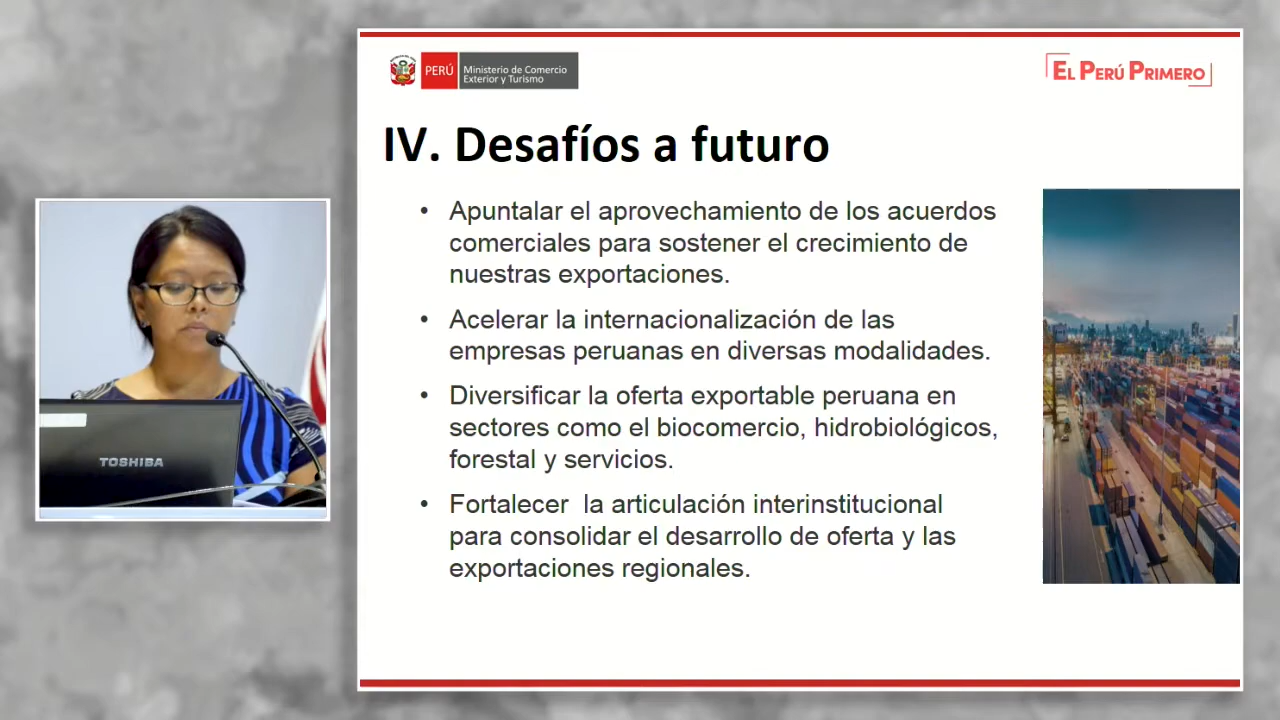 PERÚ
Ministerio de Comercio
Exterior y Turismo
EL PERÚ PRIMERO
IV. Desafíos a futuro
• Apuntalar el aprovechamiento de los acuerdos
comerciales para sostener el crecimiento de
nuestras exportaciones.
• Acelerar la internacionalización de las
empresas peruanas en diversas modalidades.
• Diversificar la oferta exportable peruana en
sectores como el biocomercio, hidrobiológicos,
forestal y servicios.
• Fortalecer  la articulación interinstitucional
para consolidar el desarrollo de oferta y las
exportaciones regionales.
TOSHIBA